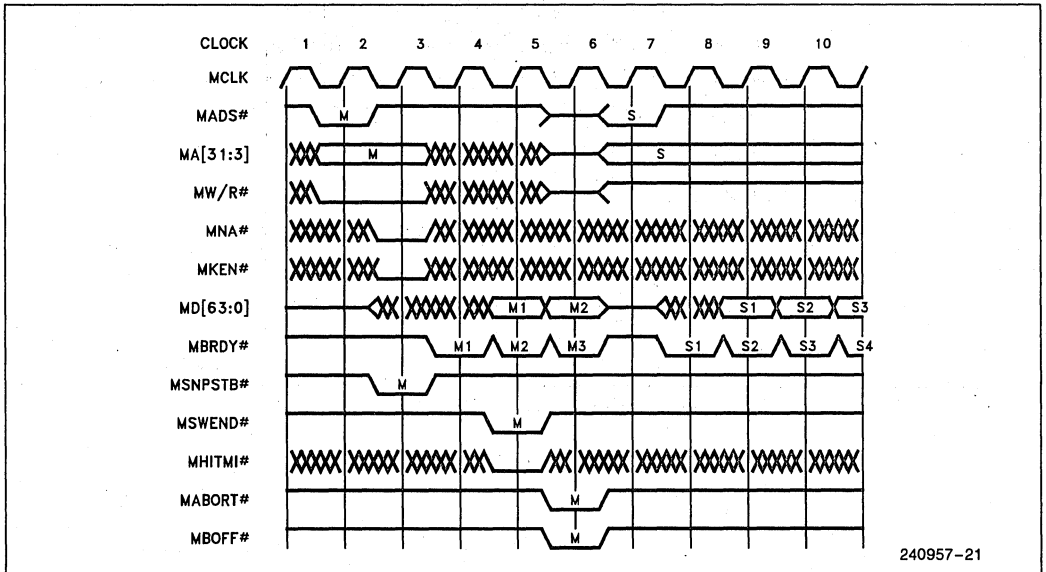 CLOCK 1 2 3 4 5 6 7 8 9 10
MCLK
MADS# M S
MA[31:3] M S
MW/R#
MNA#
MKEN#
MD[63:0] M1 M2 S1 S2 S3
MBRDY# M1 M2 M3 S1 S2 S3 S4
MSNPSTB# M
MSWEND# M
MHITMI#
MABORT# M
MBOFF# M
240957-21